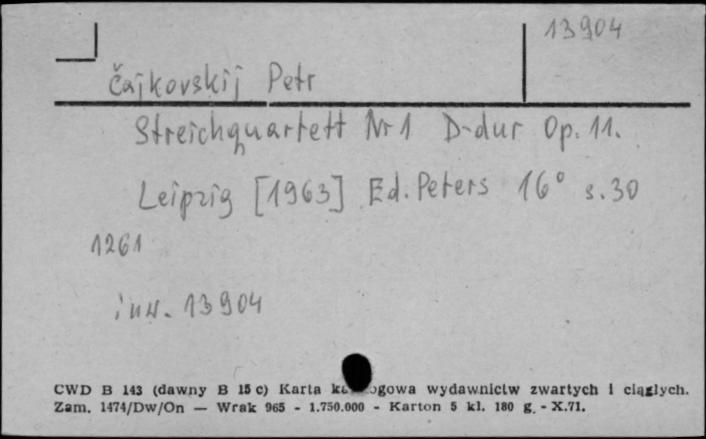 13904
Čajkovskij Petr
Streichquartett Nr 1 D-dur Op. 11.
Leipzig [1963] Ed. Peters 16° s. 30
1261
inw. 13904
CWD B 143 (dawny B 15 c) Karta wydawnictw zwartych i ciągłych.
Zam. 1474/Dw/On — Wrak 965 - 1.750.000 - Karton 5 kl. 180 g. - X.71.